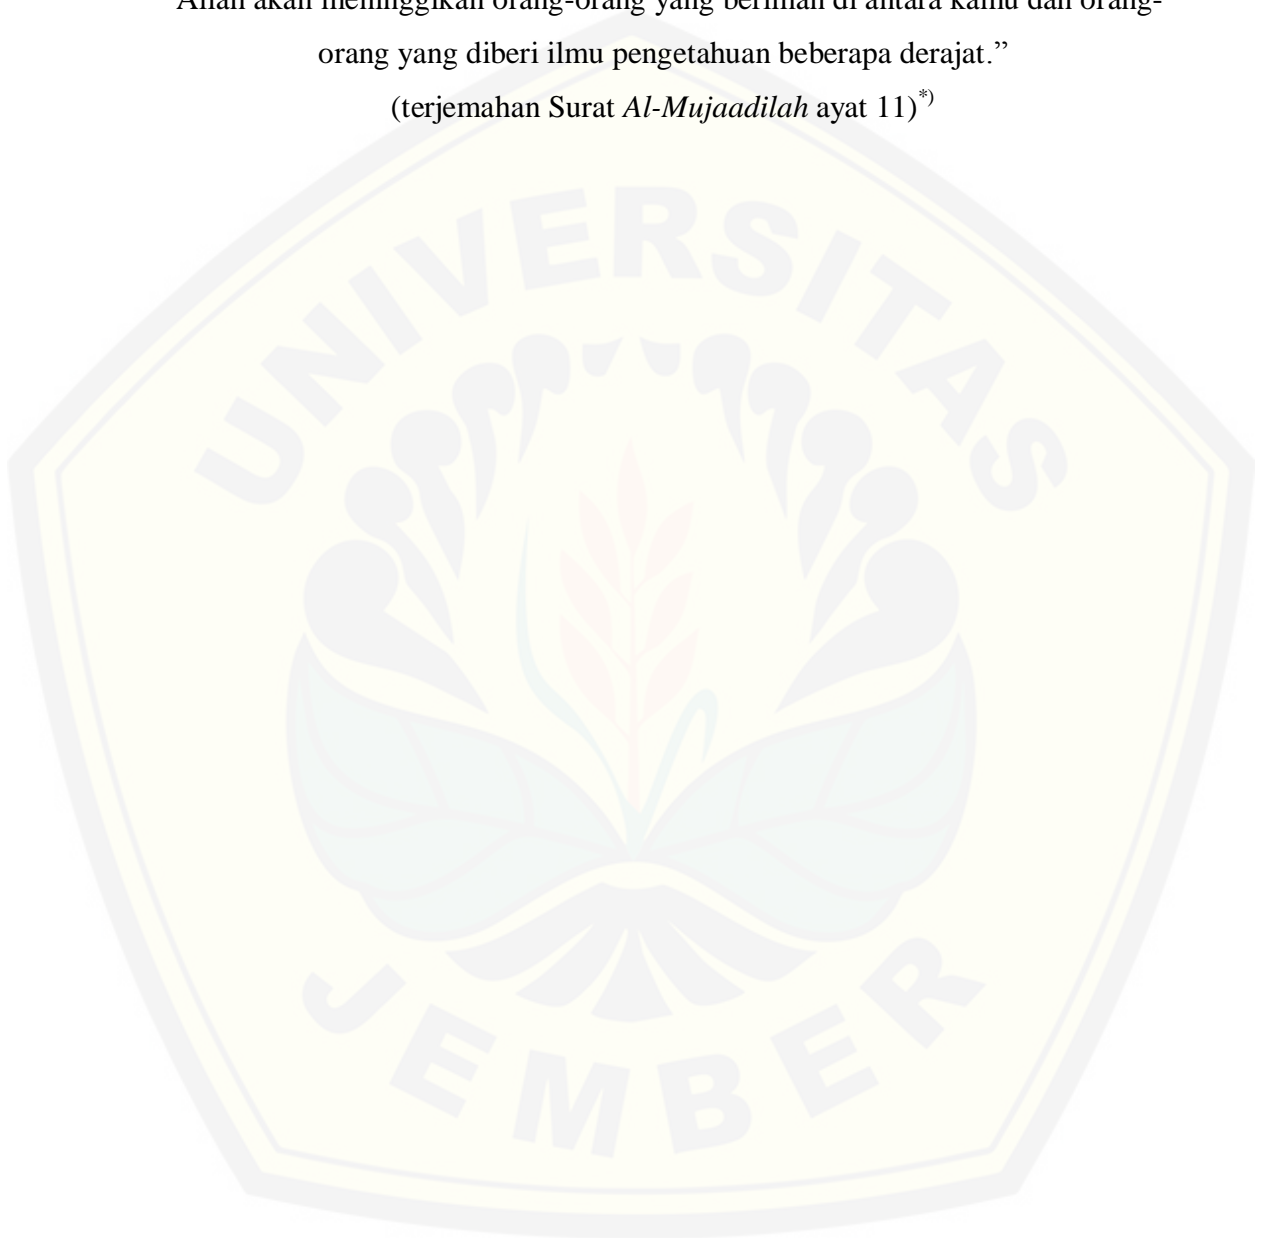 Allah akan meninggikan orang-orang yang beriman di antara kamu dan orang-
orang yang diberi ilmu pengetahuan beberapa derajat.”
(terjemahan Surat Al-Mujaadilah ayat 11)*)
UNIVERSITAS
JEMBER